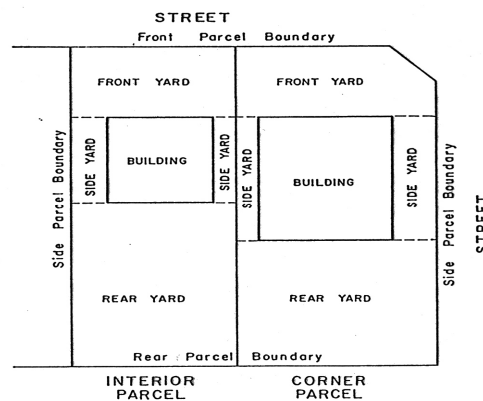 STREET
Front Parcel Boundary
FRONT YARD
FRONT YARD
SIDE YARD
BUILDING
SIDE YARD
SIDE YARD
BUILDING
SIDE YARD
Side Parcel Boundary
Side Parcel Boundary
STREET
REAR YARD
REAR YARD
Rear Parcel Boundary
INTERIOR
PARCEL
CORNER
PARCEL